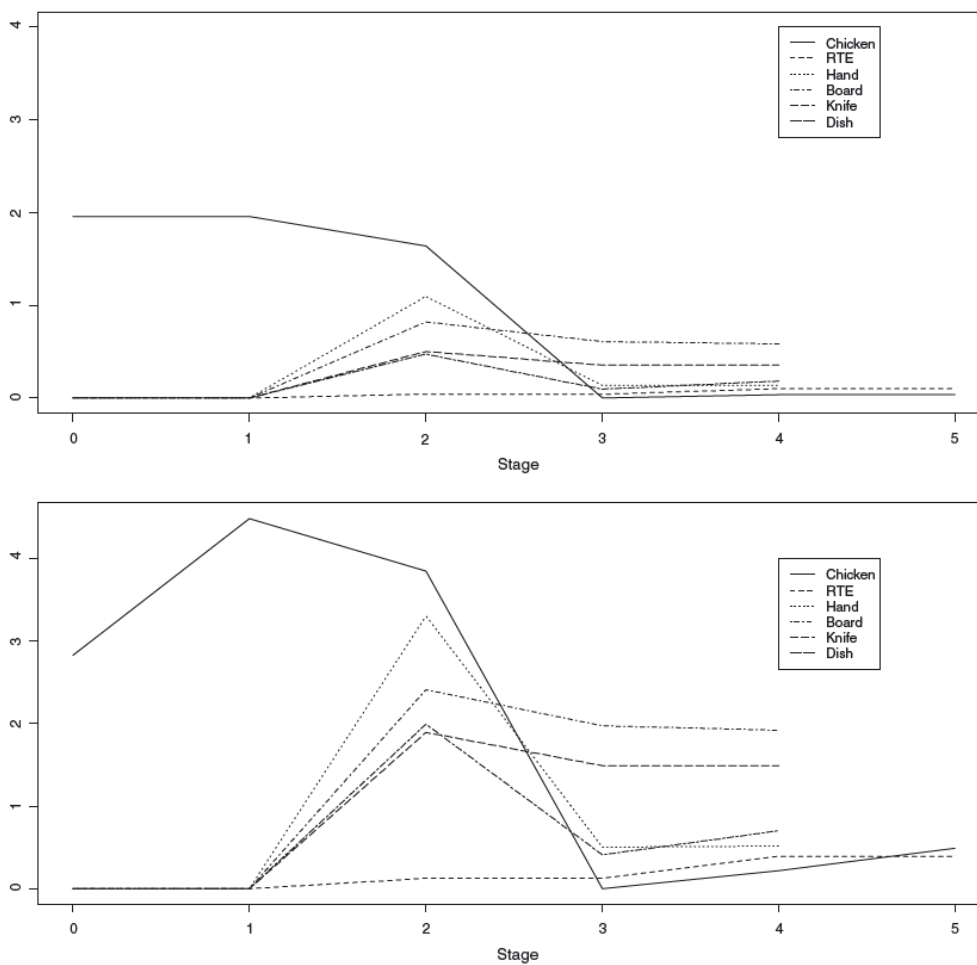 4
3
2
1
0
Chicken
RTE
Hand
Board
Knife
Dish
0 1 2 3 4 5
Stage
4
3
2
1
0
Chicken
RTE
Hand
Board
Knife
Dish
0 1 2 3 4 5
Stage